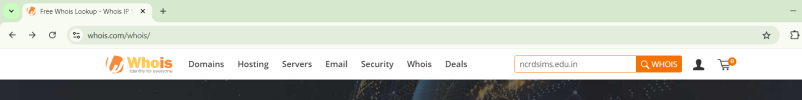 Free Whois Lookup - Whois IP
whois.com/whois/
Whois
Identity for everyone
Domains Hosting Servers Email Security Whois Deals
ncrdsims.edu.in
WHOIS
0